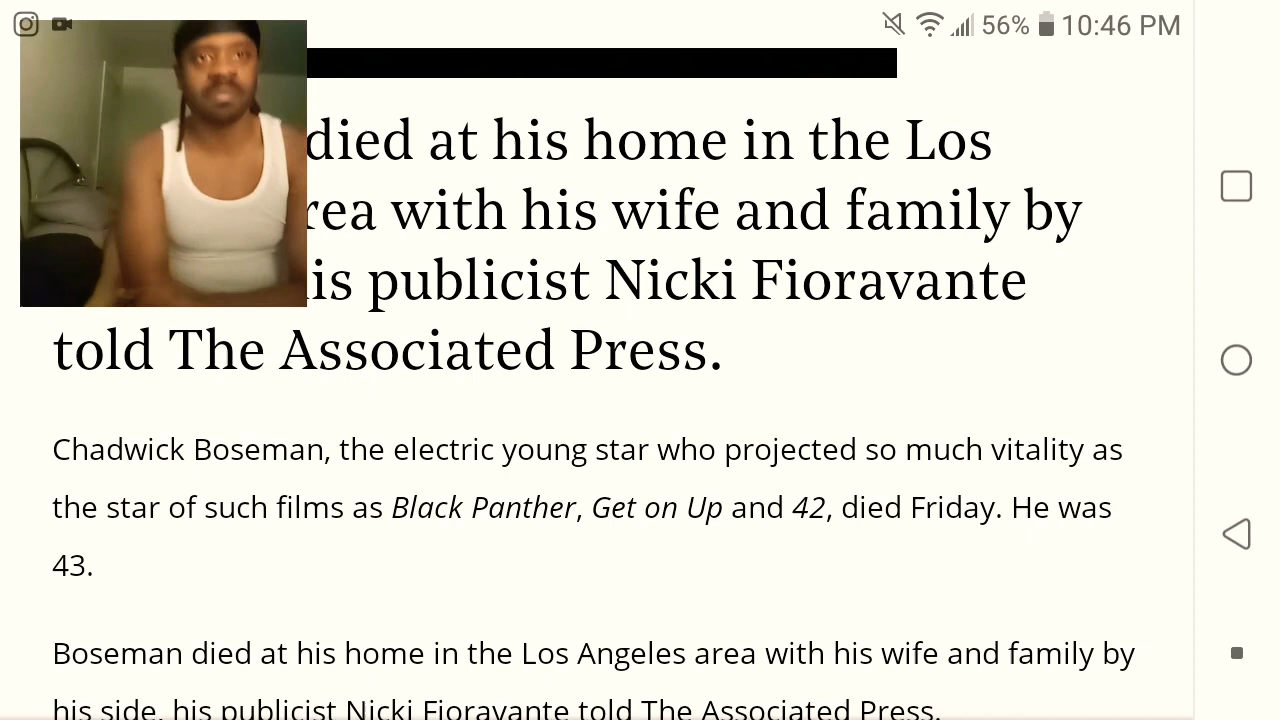 56% 10:46 PM
died at his home in the Los
rea with his wife and family by
is publicist Nicki Fioravante
told The Associated Press.
Chadwick Boseman, the electric young star who projected so much vitality as
the star of such films as Black Panther, Get on Up and 42, died Friday. He was
43.
Boseman died at his home in the Los Angeles area with his wife and family by
his side, his publicist Nicki Fioravante told The Associated Press.